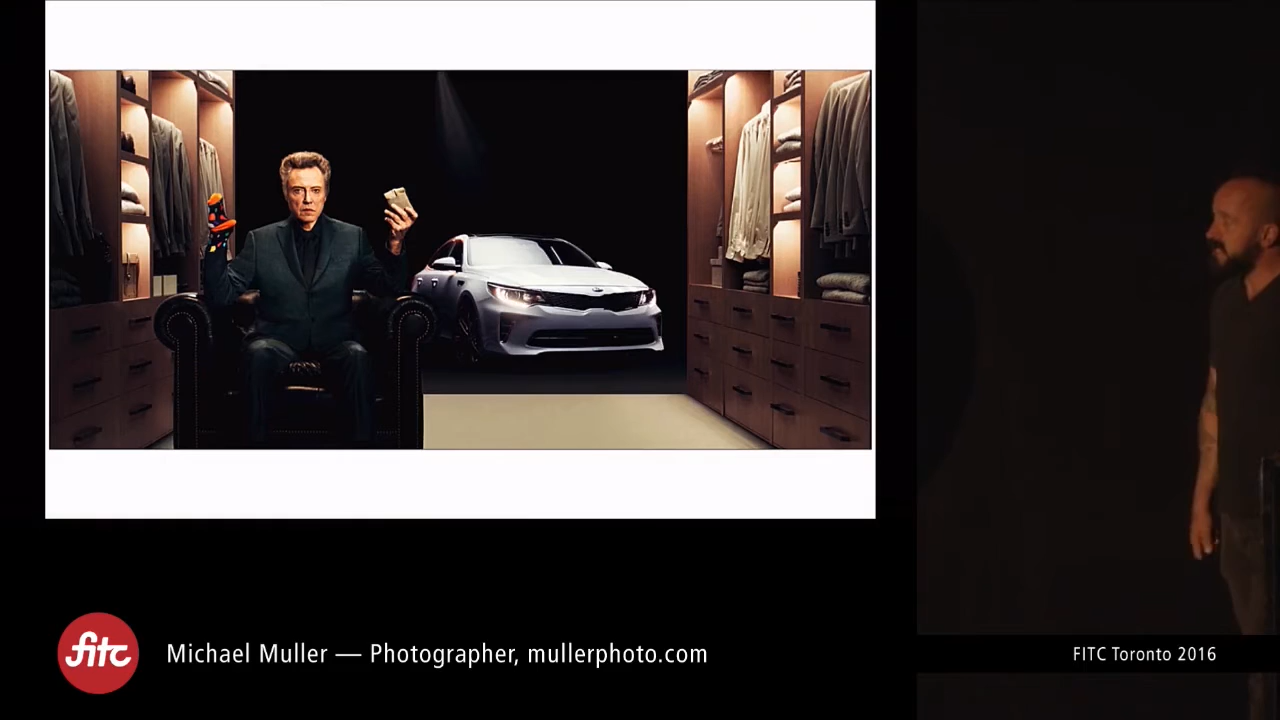 fitc
Michael Muller — Photographer, mullerphoto.com
FITC Toronto 2016